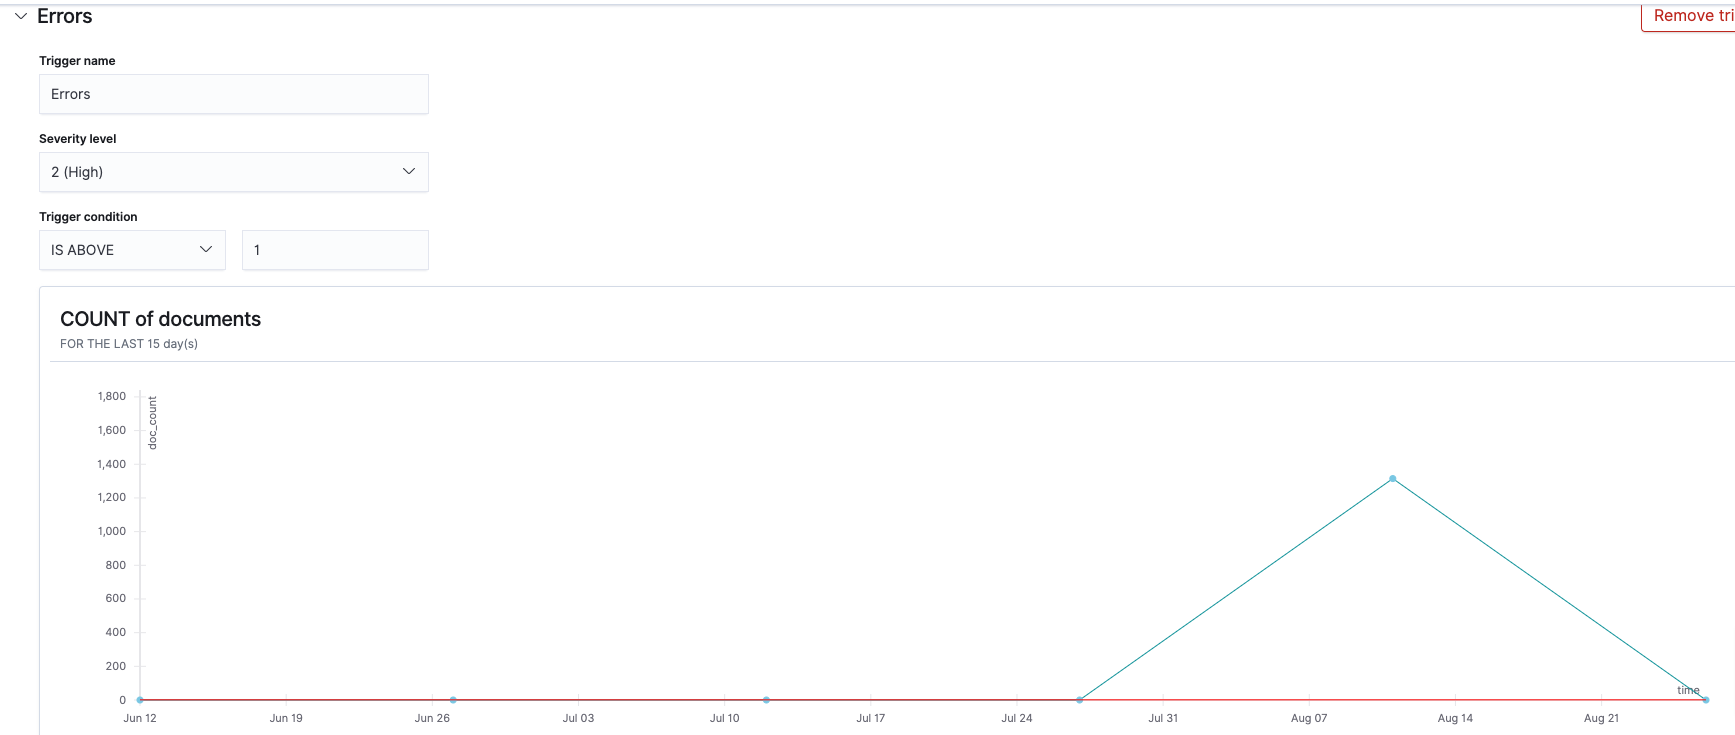 Errors
Remove tri
Trigger name
Errors
Severity level
2 (High)
Trigger condition
IS ABOVE
1
COUNT of documents
FOR THE LAST 15 day(s)
doc_count
1,800
1,600
1,400
1,200
1,000
800
600
400
200
0
time
Jun 12 Jun 19 Jun 26 Jul 03 Jul 10 Jul 17 Jul 24 Jul 31 Aug 07 Aug 14 Aug 21